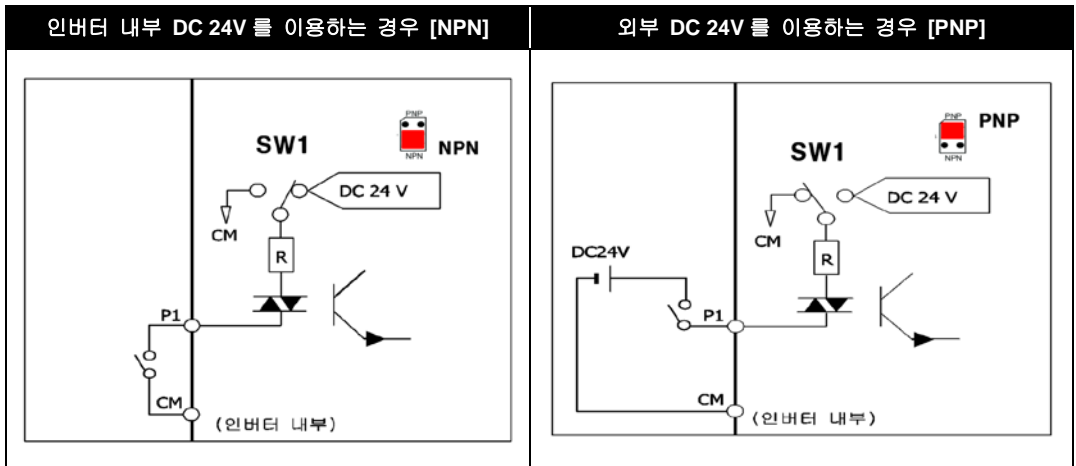 인버터 내부 DC 24V 를 이용하는 경우 [NPN]
외부 DC 24V 를 이용하는 경우 [PNP]
PNP
NPN
NPN
SW1
DC 24 V
CM
R
P1
CM
(인버터 내부)
PNP
PNP
NPN
SW1
DC 24 V
CM
DC24V
R
P1
CM
(인버터 내부)